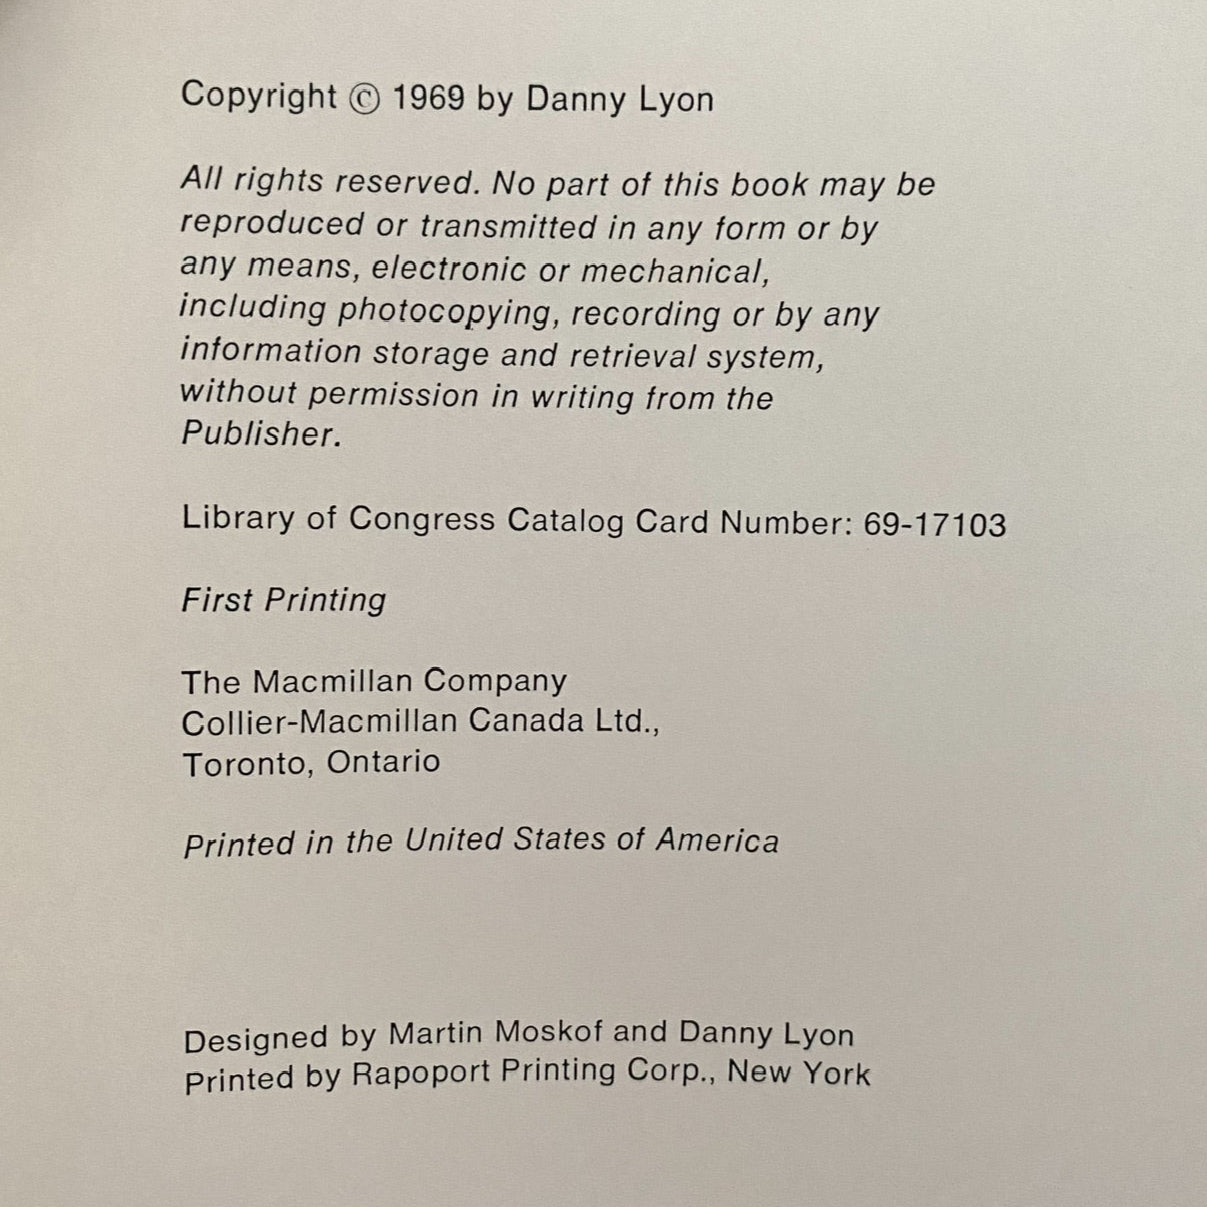 Copyright © 1969 by Danny Lyon
All rights reserved. No part of this book may be
reproduced or transmitted in any form or by
any means, electronic or mechanical,
including photocopying, recording or by any
information storage and retrieval system,
without permission in writing from the
Publisher.
Library of Congress Catalog Card Number: 69-17103
First Printing
The Macmillan Company
Collier-Macmillan Canada Ltd.,
Toronto, Ontario
Printed in the United States of America
Designed by Martin Moskof and Danny Lyon
Printed by Rapoport Printing Corp., New York